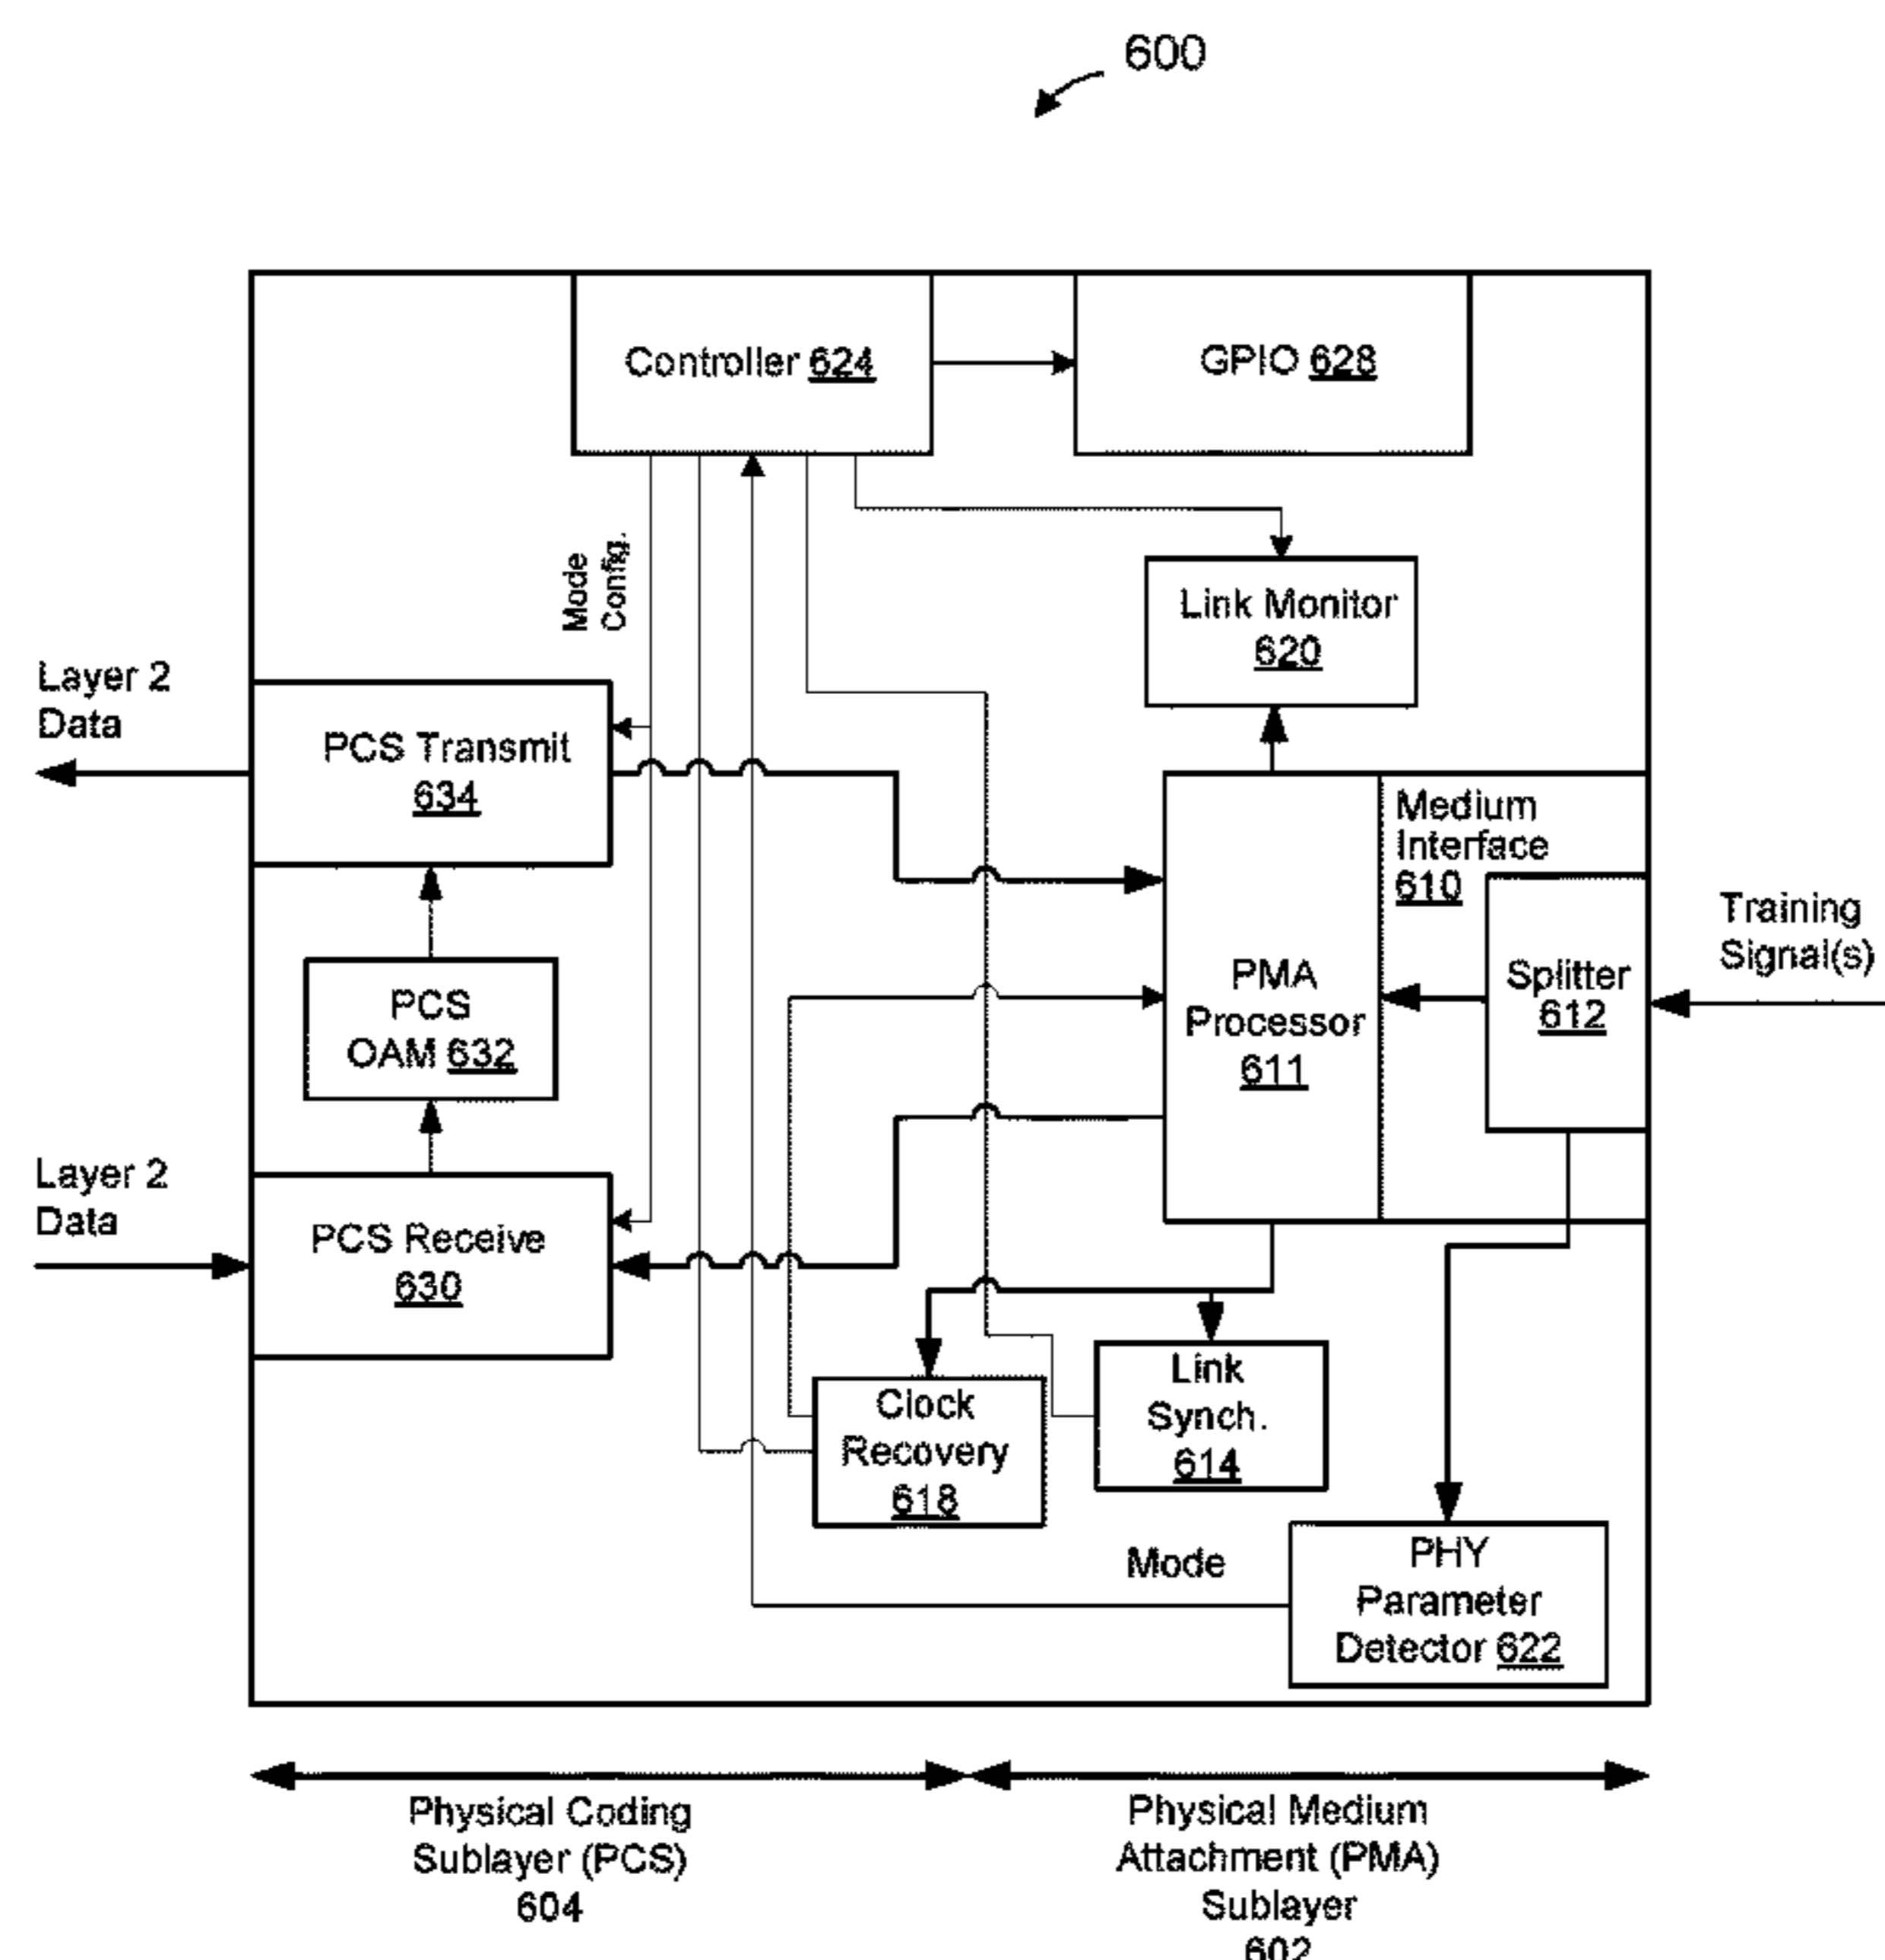 600
Controller 624
GPIO 628
Mode
Config.
Link Monitor
620
Layer 2
Data
PCS Transmit
634
Medium
Interface
610
Training
Signal(s)
Splitter
612
PMA
Processor
611
PCS
OAM 632
Layer 2
Data
PCS Receive
630
Link
Synch.
614
Clock
Recovery
618
Mode
PHY
Parameter
Detector 622
Physical Coding
Sublayer (PCS)
604
Physical Medium
Attachment (PMA)
Sublayer
602